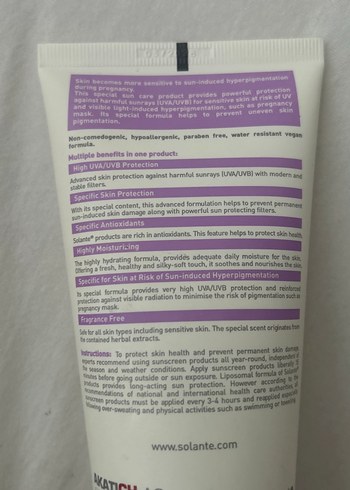 Skin becomes more sensitive to sun-induced hyperpigmentation
during pregnancy.
This special sun care product provides powerful protection
against harmful sunrays (UVA/UVB) for sensitive skin at risk of UV
and visible light-induced hyperpigmentation, such as pregnancy
mask. Its special formula helps to prevent uneven skin
pigmentation.
Non-comedogenic, hypoallergenic, paraben free, water resistant vegan
formula.
Multiple benefits in one product:
High UVA/UVB Protection
Advanced skin protection against harmful sunrays (UVA/UVB) with modern and
stable filters.
Specific Skin Protection
With its special content, this advanced formulation helps to prevent permanent
sun-induced skin damage along with powerful sun protecting filters.
Specific Antioxidants
Solante® products are rich in antioxidants. This feature helps to protect skin health.
Highly Moisturizing
The highly hydrating formula, provides adequate daily moisture for the skin.
Offering a fresh, healthy and silky-soft touch, it soothes and nourishes the skin.
Specific for Skin at Risk of Sun-induced Hyperpigmentation
Its special formula provides very high UVA/UVB protection and reinforced
protection against visible radiation to minimise the risk of pigmentation such as
pregnancy mask.
Fragrance Free
Safe for all skin types including sensitive skin. The special scent originates from
the contained herbal extracts.
Instructions: To protect skin health and prevent permanent skin damage,
experts recommend using sunscreen products all year-round, independent of
the season and weather conditions. Apply sunscreen products liberally
minutes before going outside or sun exposure. Liposomal formula of Solante
products provides long-acting sun protection. However according to the
recommendations of national and international health care authorities,
sunscreen products must be applied every 3-4 hours and reapplied especially
following over-sweating and physical activities such as swimming or toweling.
www.solante.com